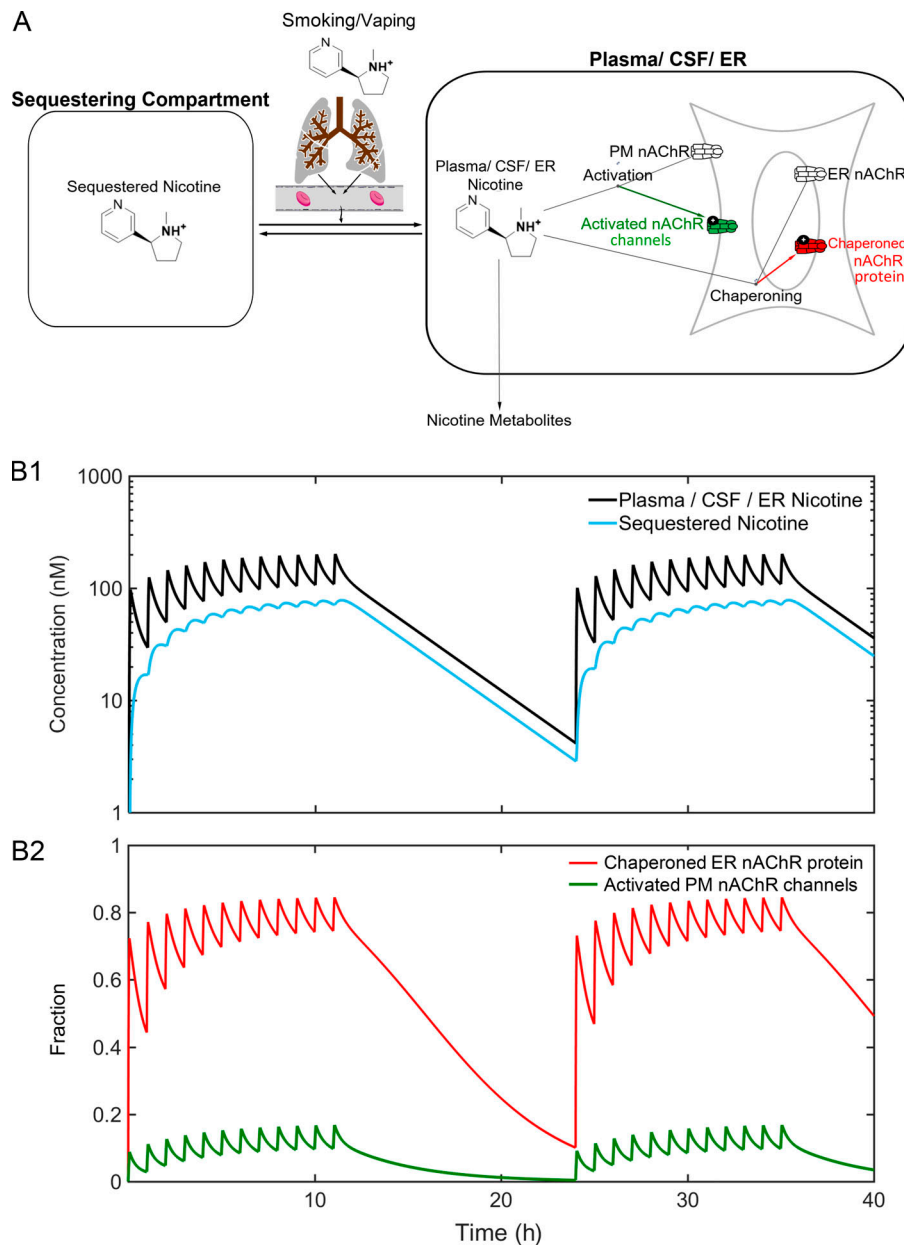 A
Smoking/Vaping
N
N
NH+
Plasma/ CSF/ ER
Sequestering Compartment
Sequestered Nicotine
N
N
NH+
Plasma/ CSF/ ER
Nicotine
N
N
NH+
PM nAChR
Activation
ER nAChR
Activated nAChR
channels
Chaperoned
nAChR
protein
Chaperoning
Nicotine Metabolites
B1
1000
100
10
1
Concentration (nM)
Plasma / CSF / ER Nicotine
Sequestered Nicotine
B2
1
0.8
0.6
0.4
0.2
0
Fraction
Chaperoned ER nAChR protein
Activated PM nAChR channels
10
20
30
40
Time (h)